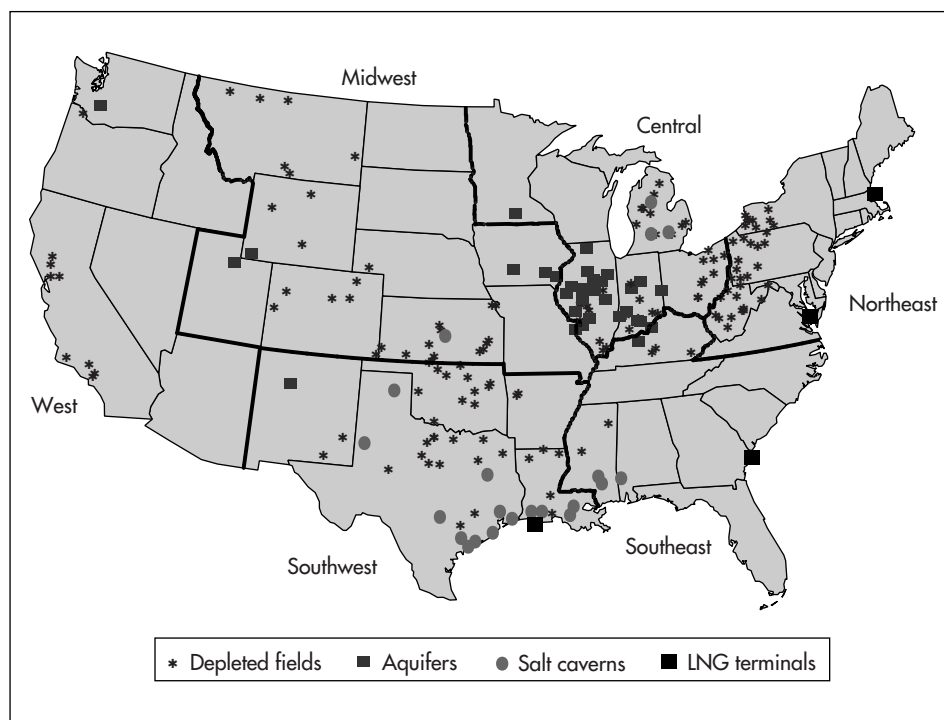 Midwest
Central
Northeast
West
Southwest
Southeast
Depleted fields
Aquifers
Salt caverns
LNG terminals